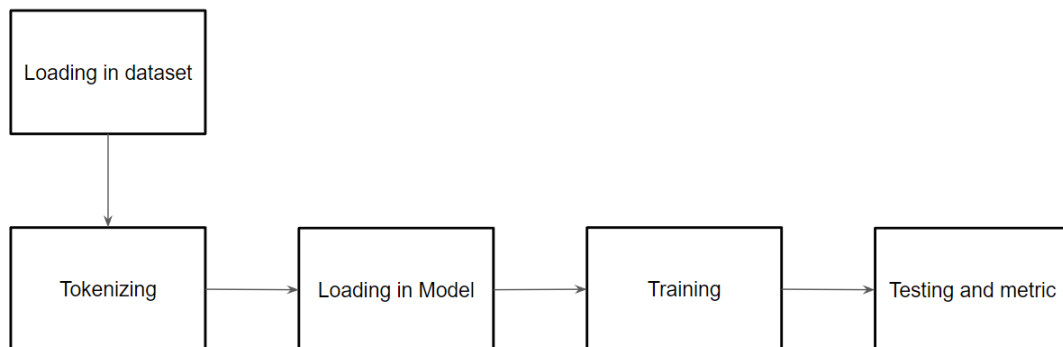 Loading in dataset
Tokenizing
Loading in Model
Training
Testing and metric